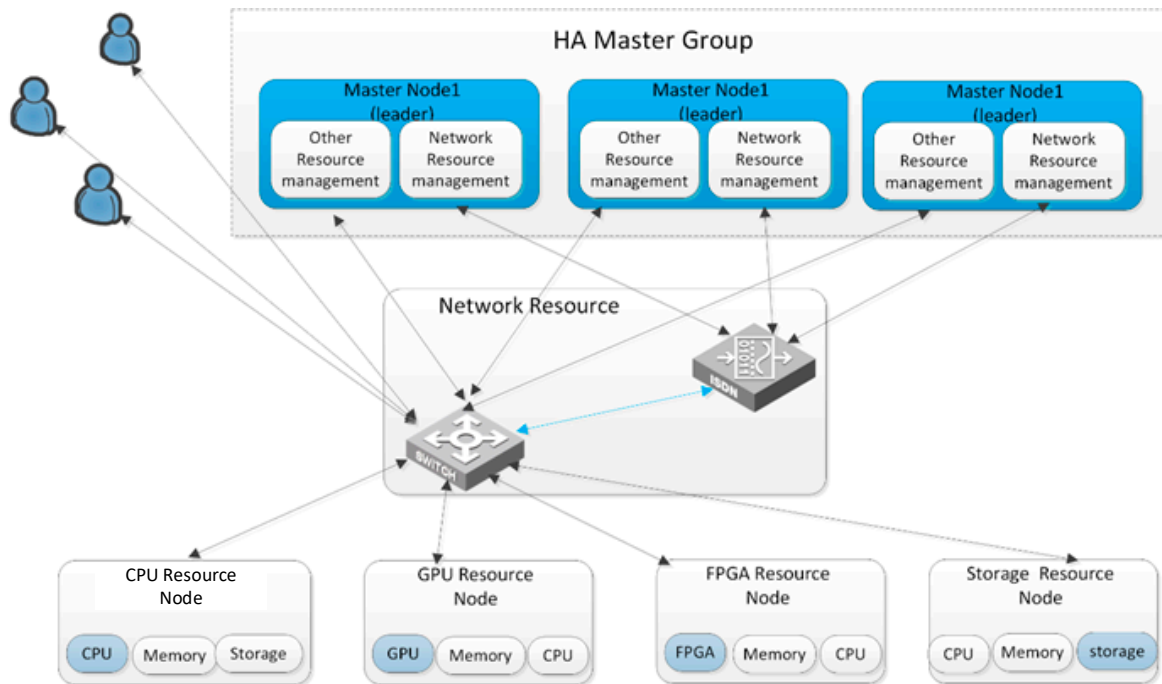 HA Master Group
Master Node1
(leader)
Other
Resource
management
Network
Resource
management
Master Node1
(leader)
Other
Resource
management
Network
Resource
management
Master Node1
(leader)
Other
Resource
management
Network
Resource
management
Network Resource
01011
ISDN
SWITCH
CPU Resource
Node
CPU
Memory
Storage
GPU Resource
Node
GPU
Memory
CPU
FPGA Resource
Node
FPGA
Memory
CPU
Storage Resource
Node
CPU
Memory
storage